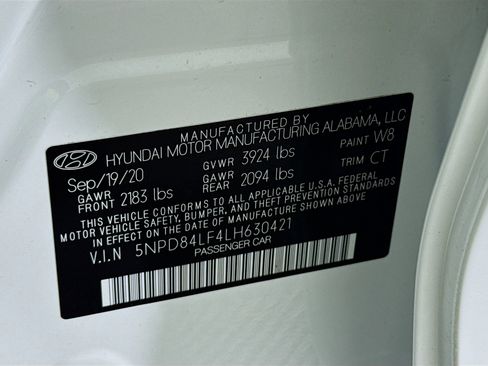 MANUFACTURED BY
HYUNDAI MOTOR MANUFACTURING ALABAMA, LLC
Sep/19/20 GVWR 3924 lbs PAINT W8
GAWR FRONT 2183 lbs GAWR REAR 2094 lbs TRIM CT
THIS VEHICLE CONFORMS TO ALL APPLICABLE U.S.A. FEDERAL
MOTOR VEHICLE SAFETY, BUMPER, AND THEFT PREVENTION STANDARDS
IN EFFECT ON THE DATE OF MANUFACTURE SHOWN ABOVE.
V.I.N 5NPD84LF4LH630421
PASSENGER CAR